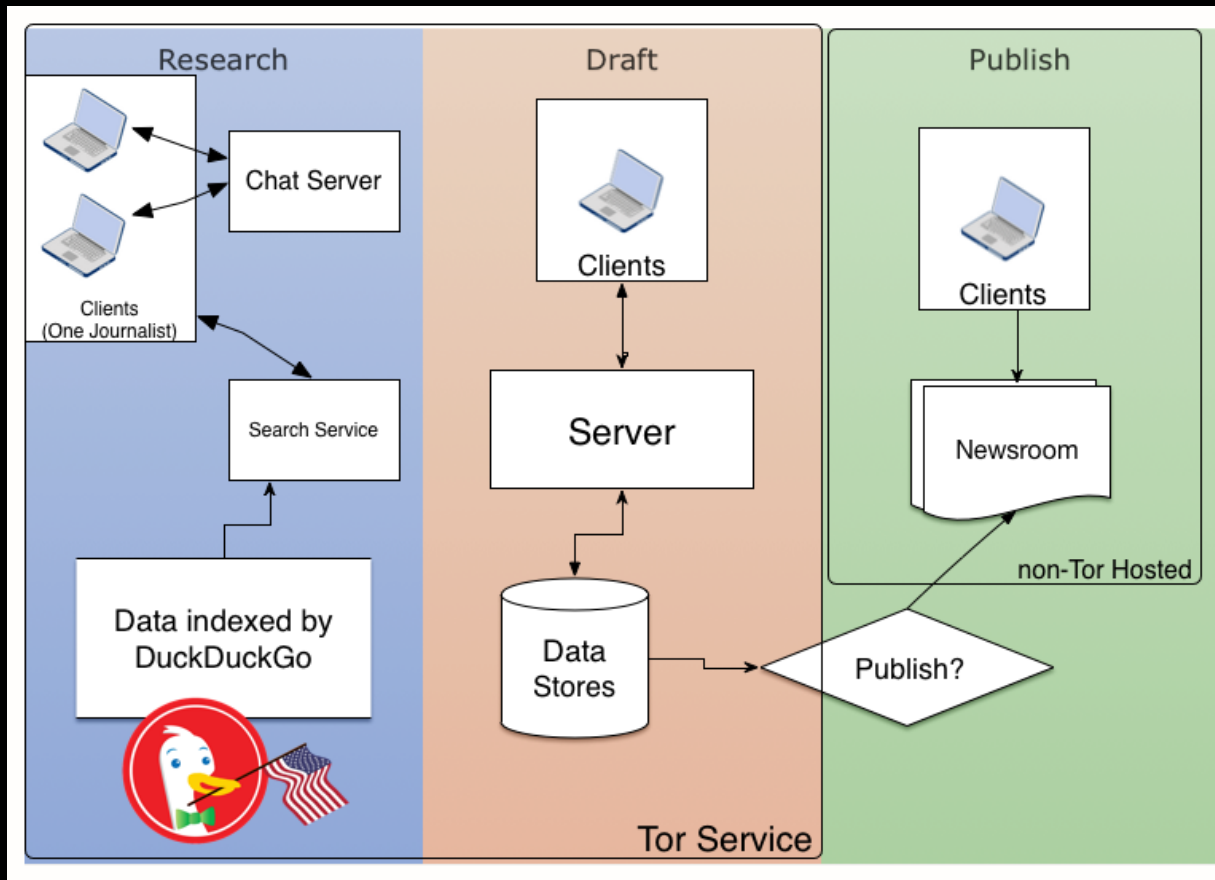 Research
Chat Server
Clients
(One Journalist)
Search Service
Data indexed by
DuckDuckGo
Draft
Clients
Server
Data
Stores
Tor Service
Publish
Clients
Newsroom
non-Tor Hosted
Publish?